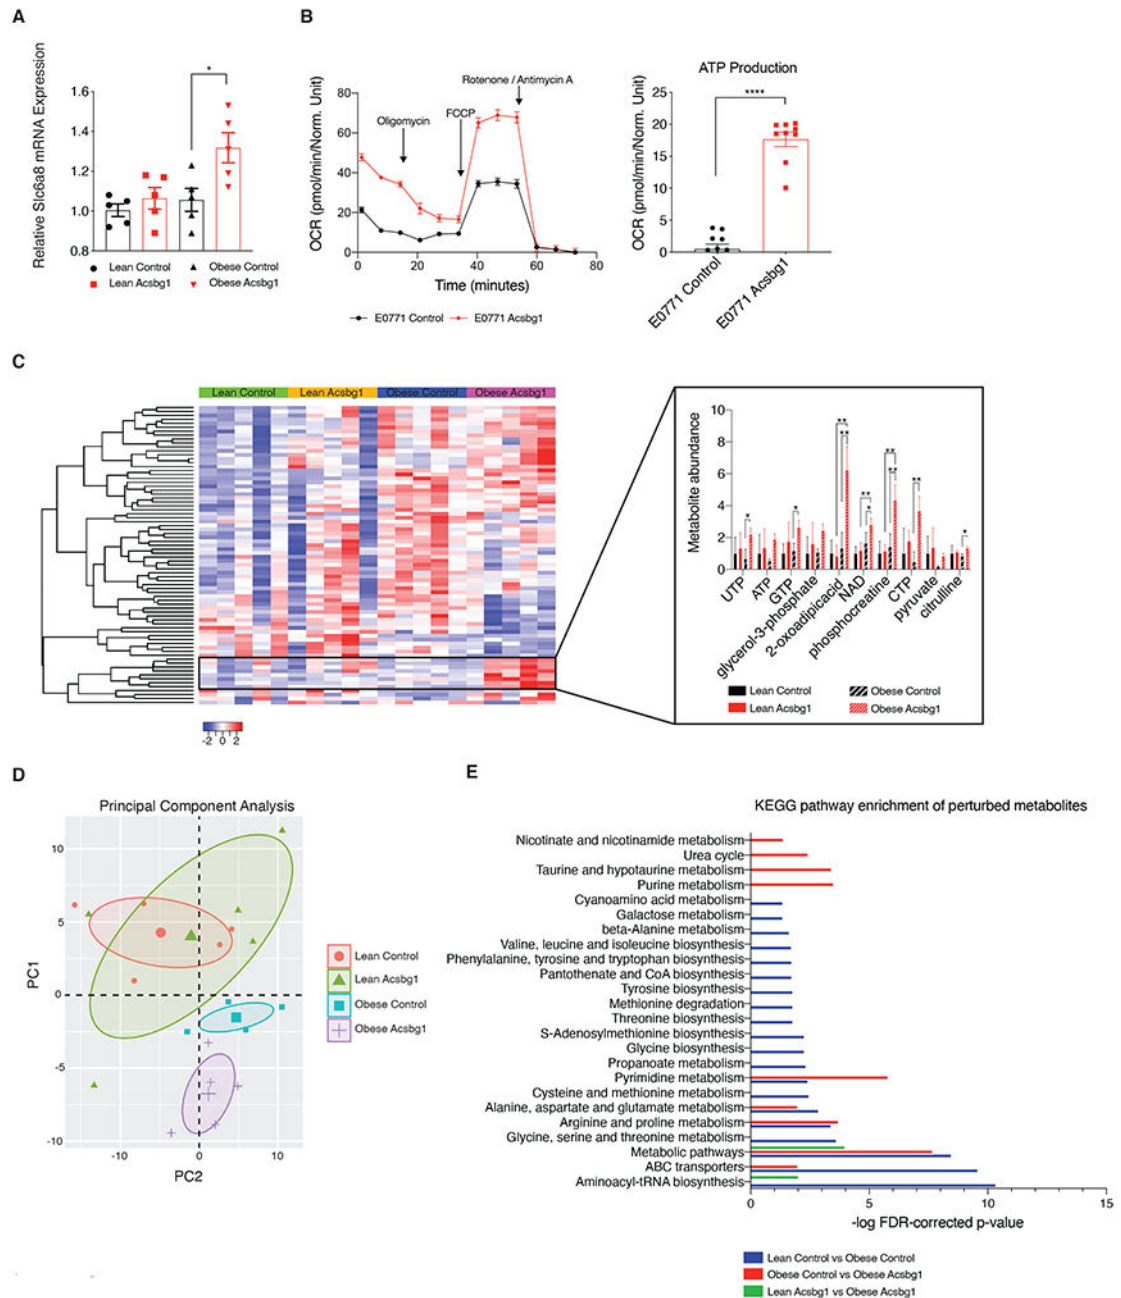 A
Relative Slc6a8 mRNA Expression
1.6
1.4
1.2
1.0
0.8
*
Lean Control
Obese Control
Lean Acsbg1
Obese Acsbg1
B
OCR (pmol/min/Norm. Unit)
80
60
40
20
0
Oligomycin
FCCP
Rotenone / Antimycin A
0
20
40
60
80
Time (minutes)
E0771 Control
E0771 Acsbg1
ATP Production
OCR (pmol/min/Norm. Unit)
25
20
15
10
5
0
****
E0771 Control
E0771 Acsbg1
C
Lean Control
Lean Acsbg1
Obese Control
Obese Acsbg1
-2
0
2
Metabolite abundance
10
8
6
4
2
0
*
*
**
**
**
*
**
**
**
*
UTP
ATP
GTP
glycerol-3-phosphate
2-oxoadipicacid
NAD
phosphocreatine
CTP
pyruvate
citrulline
Lean Control
Obese Control
Lean Acsbg1
Obese Acsbg1
D
Principal Component Analysis
PC1
10
5
0
-5
-10
-10
0
10
PC2
Lean Control
Lean Acsbg1
Obese Control
Obese Acsbg1
E
KEGG pathway enrichment of perturbed metabolites
Nicotinate and nicotinamide metabolism
Urea cycle
Taurine and hypotaurine metabolism
Purine metabolism
Cyanoamino acid metabolism
Galactose metabolism
beta-Alanine metabolism
Valine, leucine and isoleucine biosynthesis
Phenylalanine, tyrosine and tryptophan biosynthesis
Pantothenate and CoA biosynthesis
Tyrosine biosynthesis
Methionine degradation
Threonine biosynthesis
S-Adenosylmethionine biosynthesis
Glycine biosynthesis
Propanoate metabolism
Pyrimidine metabolism
Cysteine and methionine metabolism
Alanine, aspartate and glutamate metabolism
Arginine and proline metabolism
Glycine, serine and threonine metabolism
Metabolic pathways
ABC transporters
Aminoacyl-tRNA biosynthesis
0
5
10
15
-log FDR-corrected p-value
Lean Control vs Obese Control
Obese Control vs Obese Acsbg1
Lean Acsbg1 vs Obese Acsbg1